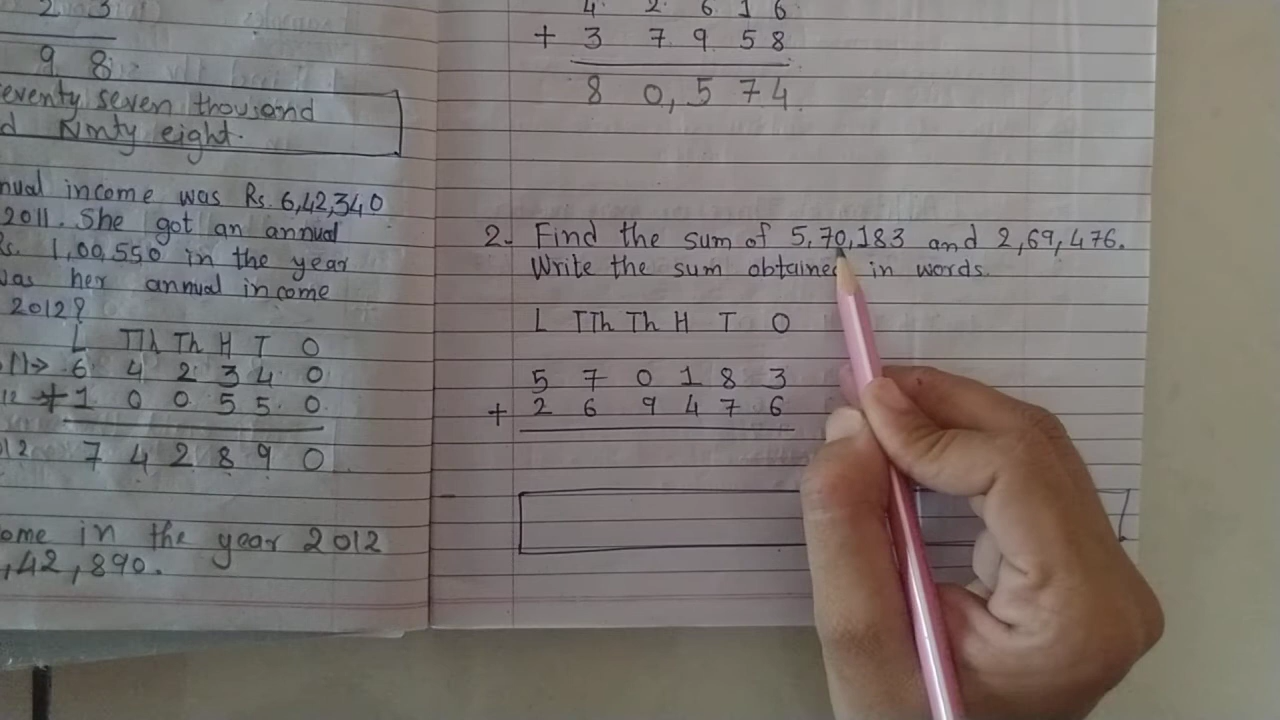 2 3
9 8
eventy seven thousand
d Ninty eight.
nual income was Rs. 6,42,340
2011. She got an annual
Rs. 1,00,550 in the year
was her annual income
2012?
L TTh Th H T O
11→ 6 4 2 3 4 0
12 + 1 0 0 5 5 0
12 7 4 2 8 9 0
ome in the year 2012
,42,890.
4 2 6 1 6
+ 3 7 9 5 8
8 0, 5 7 4
2. Find the sum of 5,70,183 and 2,69,476.
Write the sum obtained in words.
L TTh Th H T O
5 7 0 1 8 3
+ 2 6 9 4 7 6